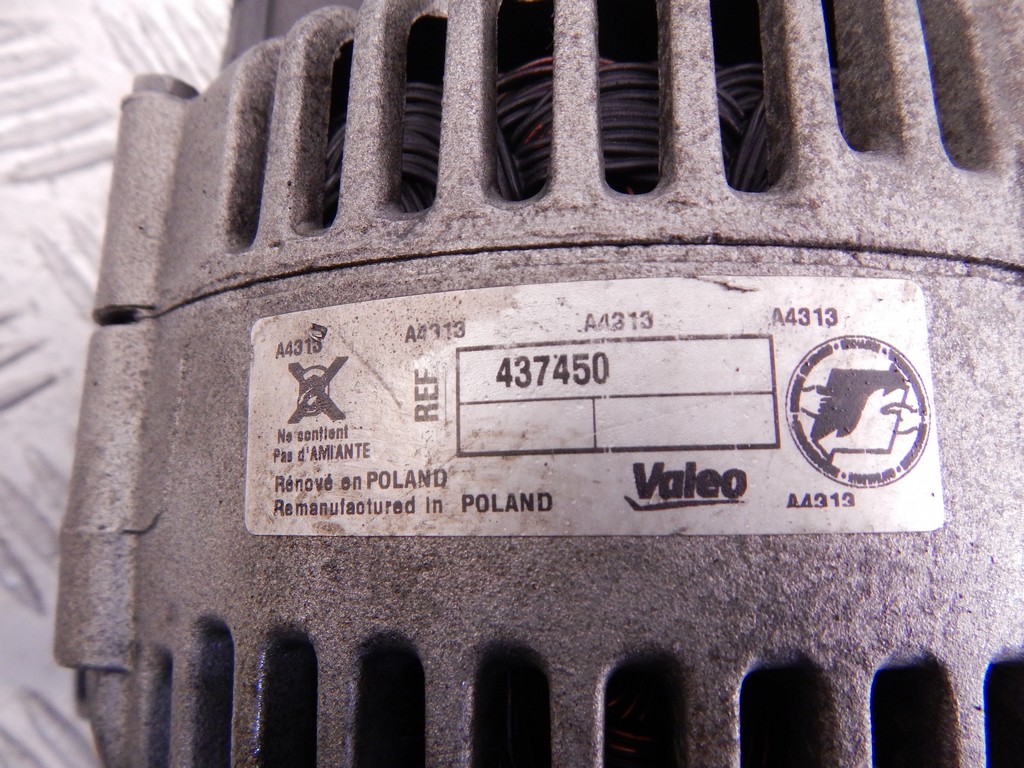 A4313 A4313 A4313 A4313
REF
437450
Ne contient
Pas d'AMIANTE
Rénové en POLAND
Remanufactured in POLAND
Valeo
A4313